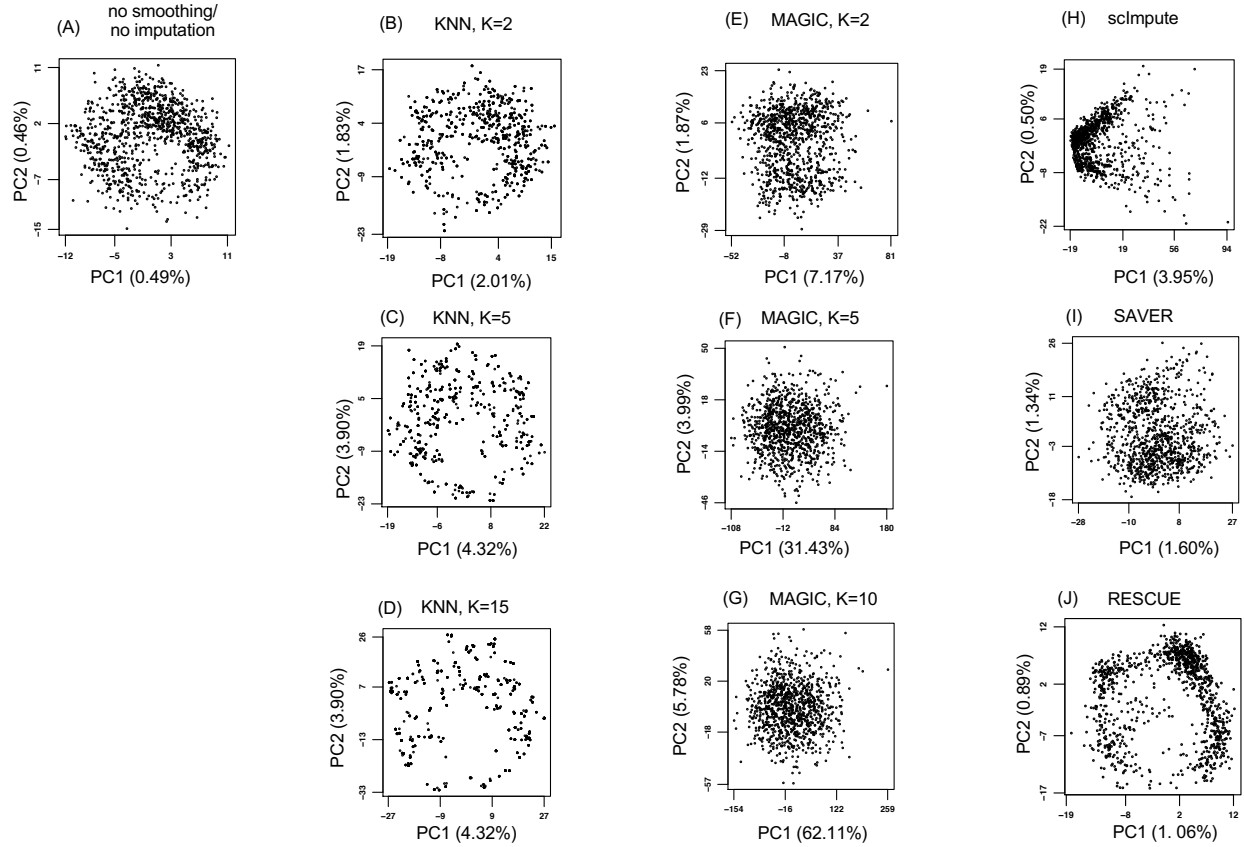 (A) no smoothing/
no imputation
11
2
-7
-15
-12 -5 3 11
PC2 (0.46%)
PC1 (0.49%)
(B) KNN, K=2
17
4
-9
-23
-19 -8 4 15
PC2 (1.83%)
PC1 (2.01%)
(C) KNN, K=5
19
5
-9
-23
-19 -6 8 22
PC2 (3.90%)
PC1 (4.32%)
(D) KNN, K=15
26
7
-13
-33
-27 -9 9 27
PC2 (3.90%)
PC1 (4.32%)
(E) MAGIC, K=2
23
6
-12
-29
-52 -8 37 81
PC2 (1.87%)
PC1 (7.17%)
(F) MAGIC, K=5
50
18
-14
-46
-108 -12 84 180
PC2 (3.99%)
PC1 (31.43%)
(G) MAGIC, K=10
58
20
-18
-57
-154 -16 122 259
PC2 (5.78%)
PC1 (62.11%)
(H) scImpute
19
6
-8
-22
-19 19 56 94
PC2 (0.50%)
PC1 (3.95%)
(I) SAVER
26
11
-3
-18
-28 -10 8 27
PC2 (1.34%)
PC1 (1.60%)
(J) RESCUE
12
2
-7
-17
-19 -8 2 12
PC2 (0.89%)
PC1 (1. 06%)